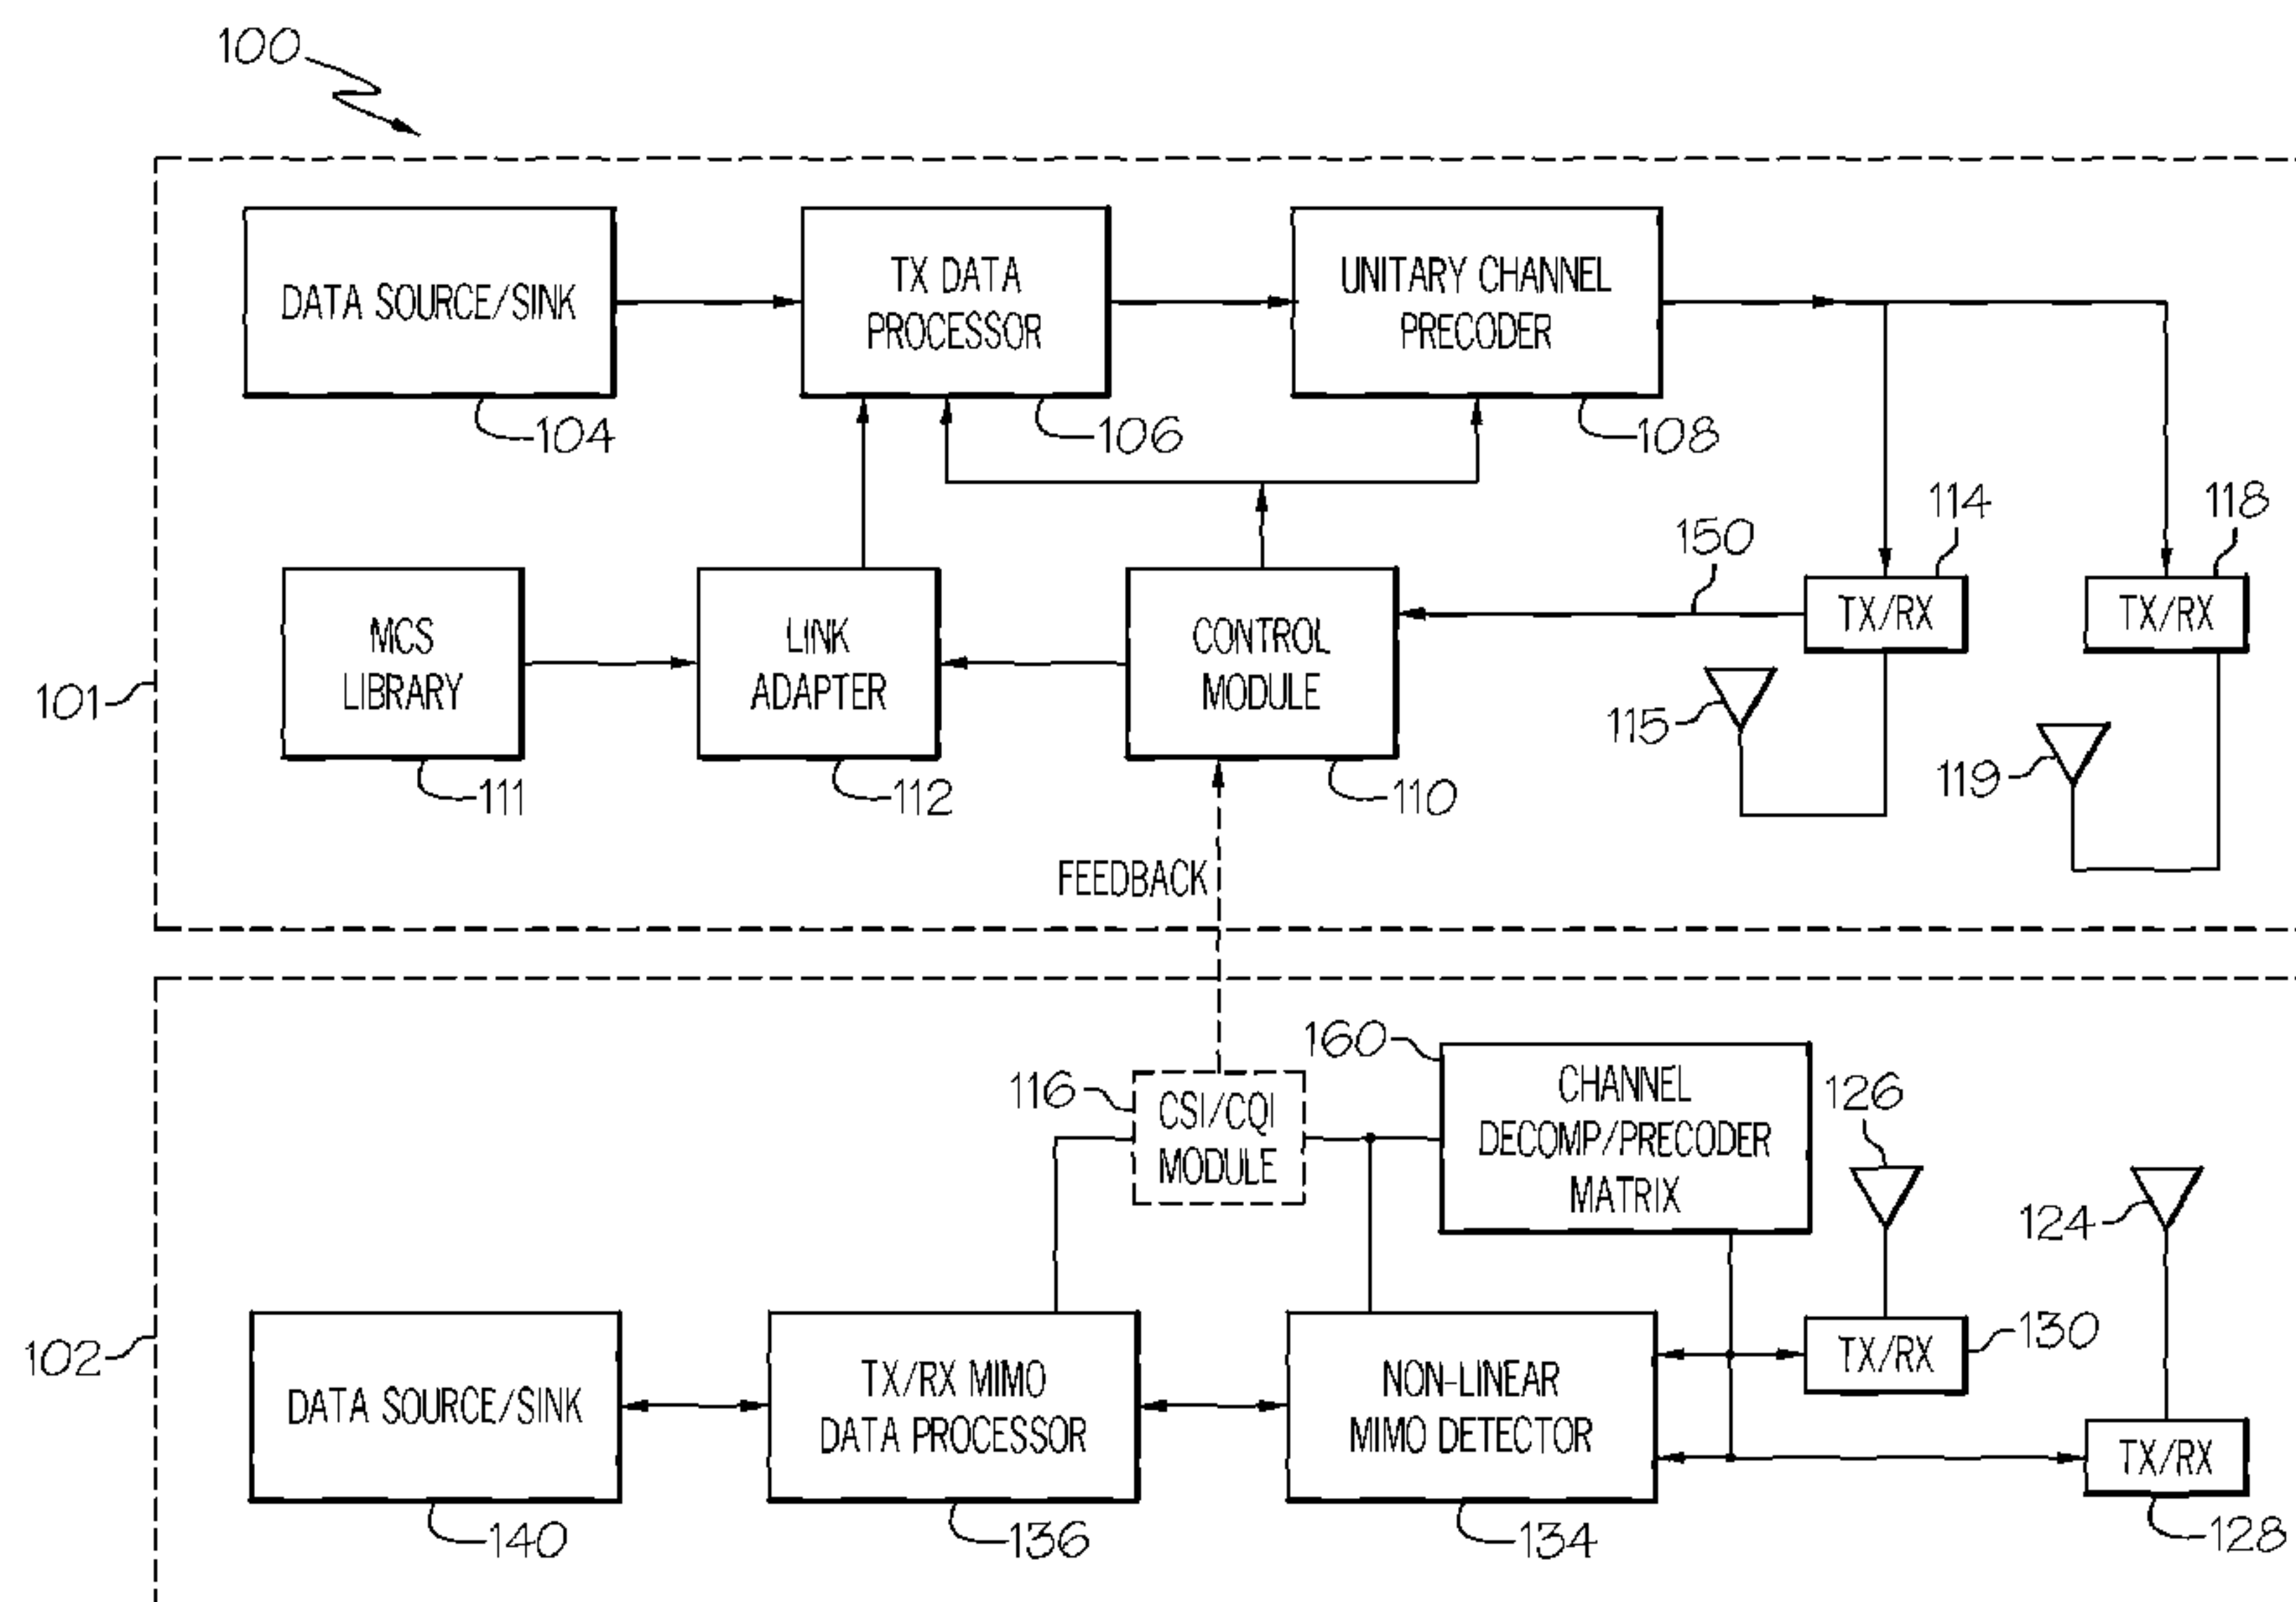 100
DATA SOURCE/SINK
TX DATA
PROCESSOR
UNITARY CHANNEL
PRECODER
104
106
108
114
118
150
MCS
LIBRARY
LINK
ADAPTER
CONTROL
MODULE
TX/RX
TX/RX
101
115
119
111
112
110
FEEDBACK
160
116
CSI/CQI
MODULE
CHANNEL
DECOMP/PRECODER
MATRIX
126
124
102
DATA SOURCE/SINK
TX/RX MIMO
DATA PROCESSOR
NON-LINEAR
MIMO DETECTOR
TX/RX
130
TX/RX
140
136
134
128